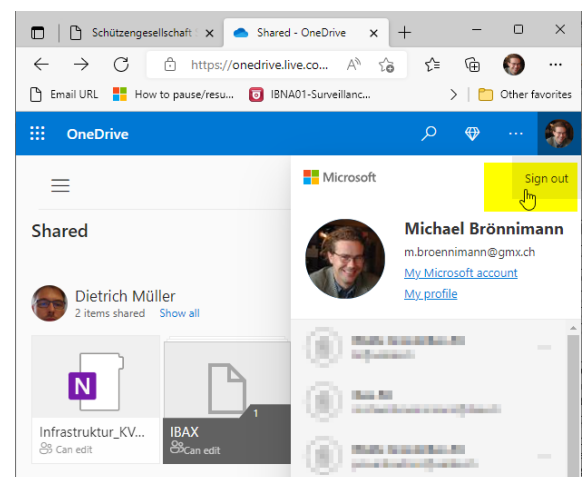 Schützengesellschaft
Shared - OneDrive
https://onedrive.live.co...
Email URL
How to pause/resu...
IBNA01-Surveillanc...
Other favorites
OneDrive
Microsoft
Sign out
Shared
Michael Brönnimann
m.broennimann@gmx.ch
My Microsoft account
My profile
Dietrich Müller
2 items shared Show all
N
1
Infrastruktur_KV...
Can edit
IBAX
Can edit